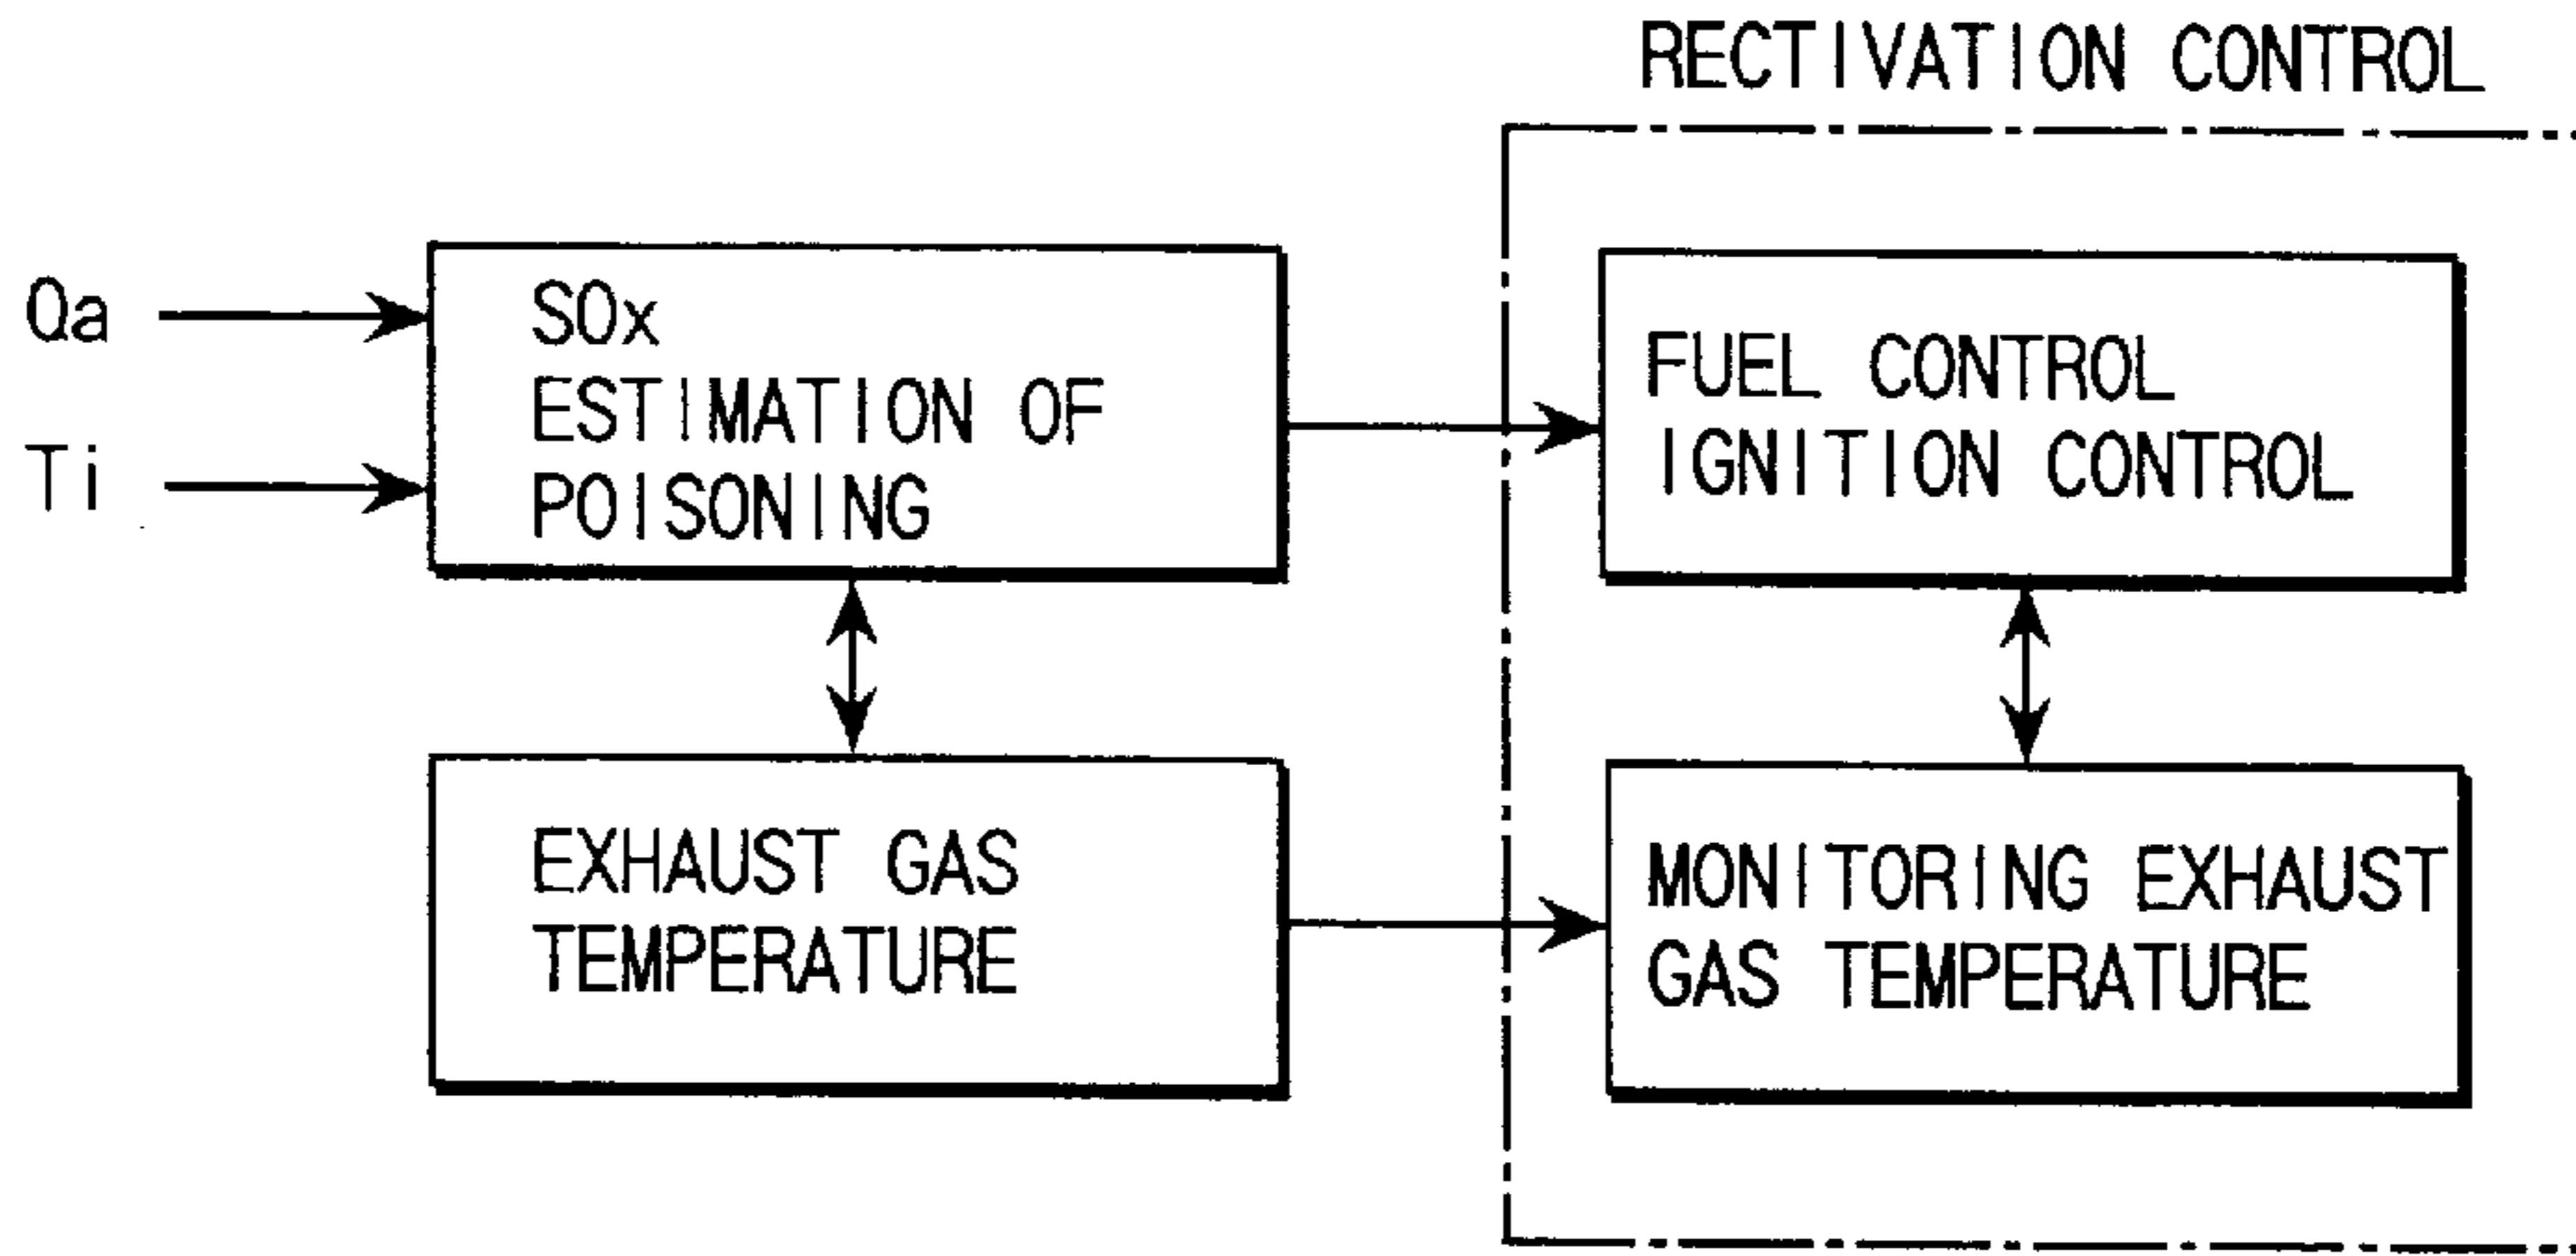 RECTIVATION CONTROL
Qa
Ti
SOx
ESTIMATION OF
POISONING
FUEL CONTROL
IGNITION CONTROL
EXHAUST GAS
TEMPERATURE
MONITORING EXHAUST
GAS TEMPERATURE